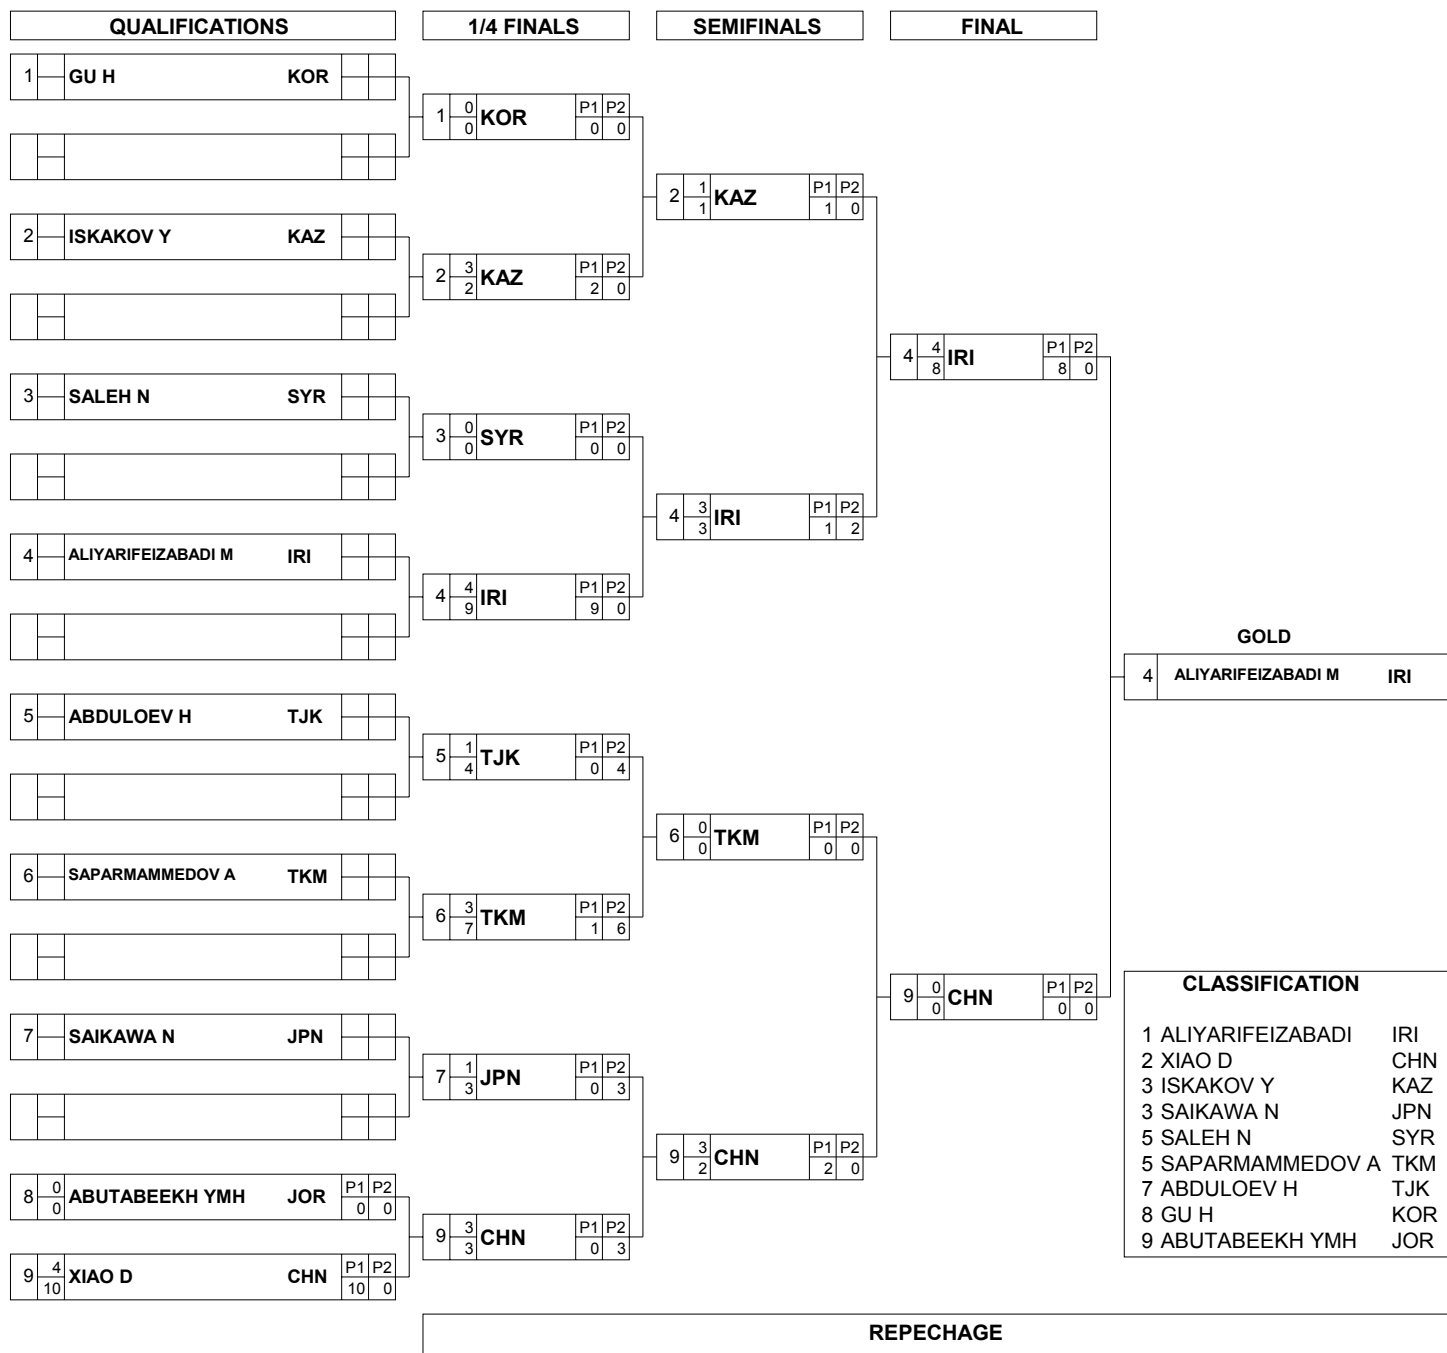 QUALIFICATIONS 1/4 FINALS SEMIFINALS FINAL
1 GU H KOR
1 0 0 KOR P1 P2 0 0
2 1 1 KAZ P1 P2 1 0
2 ISKAKOV Y KAZ
2 3 2 KAZ P1 P2 2 0
4 4 8 IRI P1 P2 8 0
3 SALEH N SYR
3 0 0 SYR P1 P2 0 0
4 3 3 IRI P1 P2 1 2
4 ALIYARIFEIZABADI M IRI
4 4 9 IRI P1 P2 9 0
GOLD
4 ALIYARIFEIZABADI M IRI
5 ABDULOEV H TJK
5 1 4 TJK P1 P2 0 4
6 0 0 TKM P1 P2 0 0
6 SAPARMAMMEDOV A TKM
6 3 7 TKM P1 P2 1 6
9 0 0 CHN P1 P2 0 0
7 SAIKAWA N JPN
7 1 3 JPN P1 P2 0 3
9 3 2 CHN P1 P2 2 0
8 0 0 ABUTABEEKH YMH JOR P1 P2 0 0
9 3 3 CHN P1 P2 0 3
9 4 10 XIAO D CHN P1 P2 10 0
CLASSIFICATION
1 ALIYARIFEIZABADI IRI
2 XIAO D CHN
3 ISKAKOV Y KAZ
3 SAIKAWA N JPN
5 SALEH N SYR
5 SAPARMAMMEDOV A TKM
7 ABDULOEV H TJK
8 GU H KOR
9 ABUTABEEKH YMH JOR
REPECHAGE